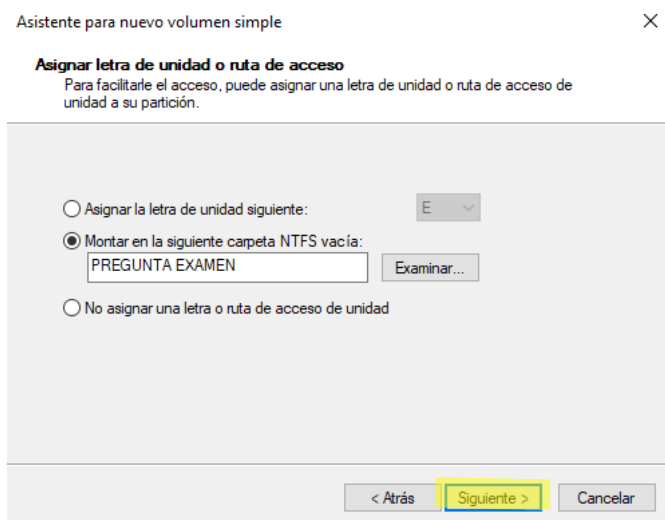 Asistente para nuevo volumen simple
Asignar letra de unidad o ruta de acceso
Para facilitarle el acceso, puede asignar una letra de unidad o ruta de acceso de
unidad a su partición.
Asignar la letra de unidad siguiente: E
Montar en la siguiente carpeta NTFS vacía:
PREGUNTA EXAMEN Examinar...
No asignar una letra o ruta de acceso de unidad
< Atrás Siguiente > Cancelar